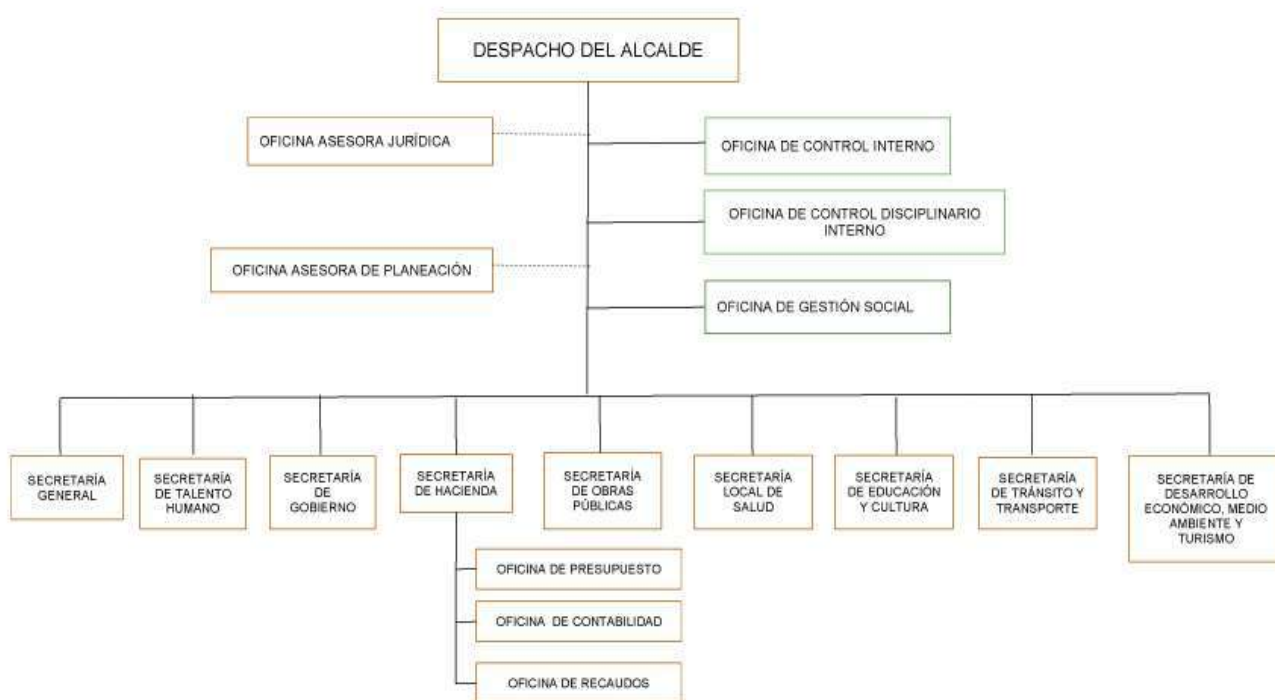 DESPACHO DEL ALCALDE
OFICINA ASESORA JURÍDICA
OFICINA DE CONTROL INTERNO
OFICINA DE CONTROL DISCIPLINARIO
INTERNO
OFICINA ASESORA DE PLANEACIÓN
OFICINA DE GESTIÓN SOCIAL
SECRETARÍA
GENERAL
SECRETARÍA
DE TALENTO
HUMANO
SECRETARÍA
DE
GOBIERNO
SECRETARÍA
DE HACIENDA
SECRETARÍA
DE OBRAS
PÚBLICAS
SECRETARÍA
LOCAL DE
SALUD
SECRETARÍA
DE EDUCACIÓN
Y CULTURA
SECRETARÍA
DE TRÁNSITO Y
TRANSPORTE
SECRETARÍA DE
DESARROLLO
ECONÓMICO, MEDIO
AMBIENTE Y
TURISMO
OFICINA DE PRESUPUESTO
OFICINA DE CONTABILIDAD
OFICINA DE RECAUDOS